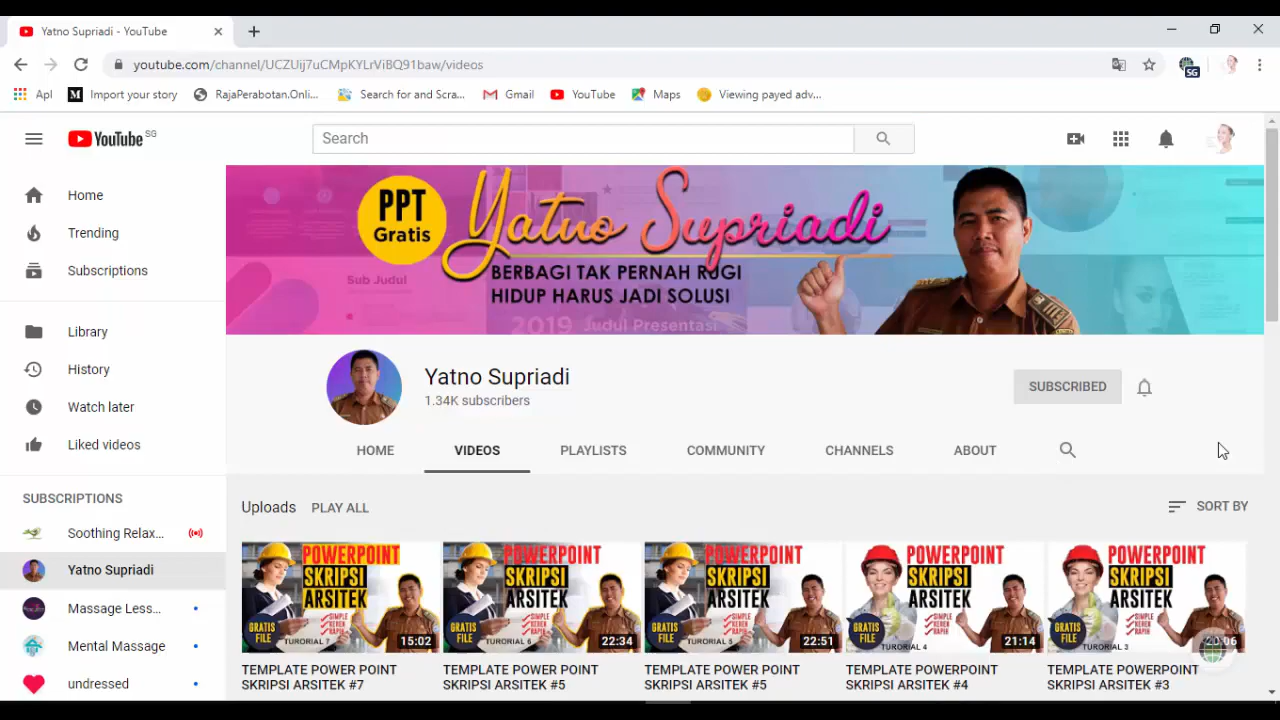 Yatno Supriadi - YouTube
youtube.com/channel/UCZUij7uCMpKYLrViBQ91baw/videos
SG
Apl
Import your story
RajaPerabotan.Onli...
Search for and Scra...
Gmail
YouTube
Maps
Viewing payed adv...
YouTube SG
Search
Home
Trending
Subscriptions
Library
History
Watch later
Liked videos
SUBSCRIPTIONS
Soothing Relax...
Yatno Supriadi
Massage Less...
Mental Massage
undressed
PPT
Gratis
Yatno Supriadi
BERBAGI TAK PERNAH RUGI
HIDUP HARUS JADI SOLUSI
Sub Judul
2019 Judul Presentasi
Yatno Supriadi
1.34K subscribers
SUBSCRIBED
HOME
VIDEOS
PLAYLISTS
COMMUNITY
CHANNELS
ABOUT
Uploads
PLAY ALL
SORT BY
POWERPOINT
SKRIPSI
ARSITEK
SIMPLE
KEREN
RAPIH
GRATIS
FILE
TURORIAL 7
15:02
TEMPLATE POWER POINT
SKRIPSI ARSITEK #7
POWERPOINT
SKRIPSI
ARSITEK
SIMPLE
KEREN
RAPIH
GRATIS
FILE
TURORIAL 6
22:34
TEMPLATE POWER POINT
SKRIPSI ARSITEK #5
POWERPOINT
SKRIPSI
ARSITEK
SIMPLE
KEREN
RAPIH
GRATIS
FILE
TURORIAL 5
22:51
TEMPLATE POWER POINT
SKRIPSI ARSITEK #5
POWERPOINT
SKRIPSI
ARSITEK
SIMPLE
KEREN
RAPIH
GRATIS
FILE
TURORIAL 4
21:14
TEMPLATE POWERPOINT
SKRIPSI ARSITEK #4
POWERPOINT
SKRIPSI
ARSITEK
SIMPLE
KEREN
RAPIH
GRATIS
FILE
TURORIAL 3
20:06
TEMPLATE POWERPOINT
SKRIPSI ARSITEK #3